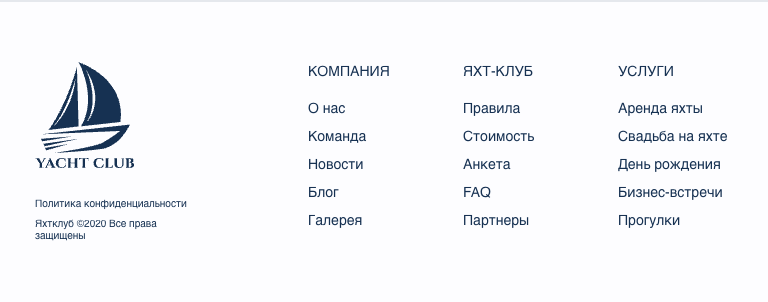 YACHT CLUB
Политика конфиденциальности
Яхтклуб ©2020 Все права
защищены
КОМПАНИЯ
О нас
Команда
Новости
Блог
Галерея
ЯХТ-КЛУБ
Правила
Стоимость
Анкета
FAQ
Партнеры
УСЛУГИ
Аренда яхты
Свадьба на яхте
День рождения
Бизнес-встречи
Прогулки